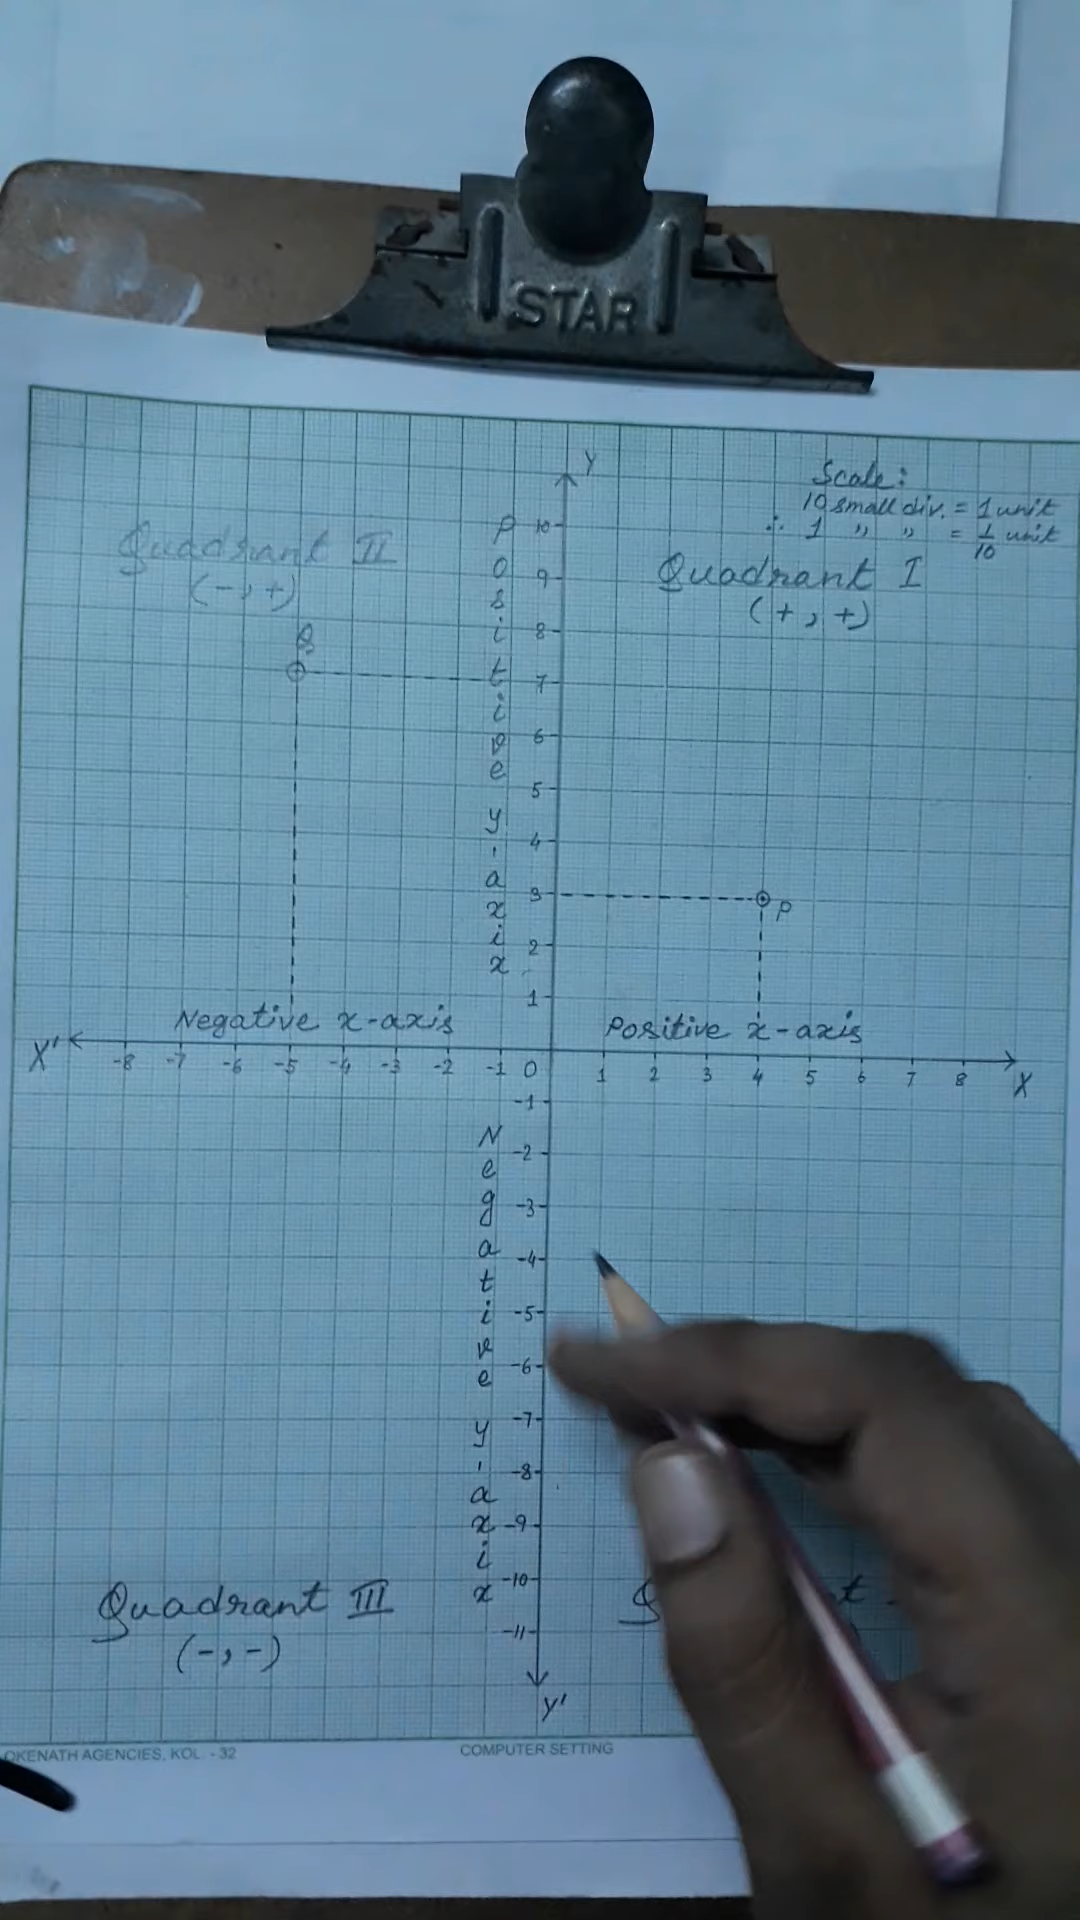 STAR
Y
Scale:
10 small div. = 1 unit
∴ 1 " " = 1/10 unit
Quadrant II
(-, +)
Quadrant I
(+, +)
Positive y-axix
10
9
8
7
6
5
4
3
2
1
P
Negative x-axis
Positive x-axis
X'
-8 -7 -6 -5 -4 -3 -2 -1 0 1 2 3 4 5 6 7 8
X
Negative y-axix
-1
-2
-3
-4
-5
-6
-7
-8
-9
-10
-11
Quadrant III
(-, -)
Y'
OKENATH AGENCIES, KOL. - 32
COMPUTER SETTING